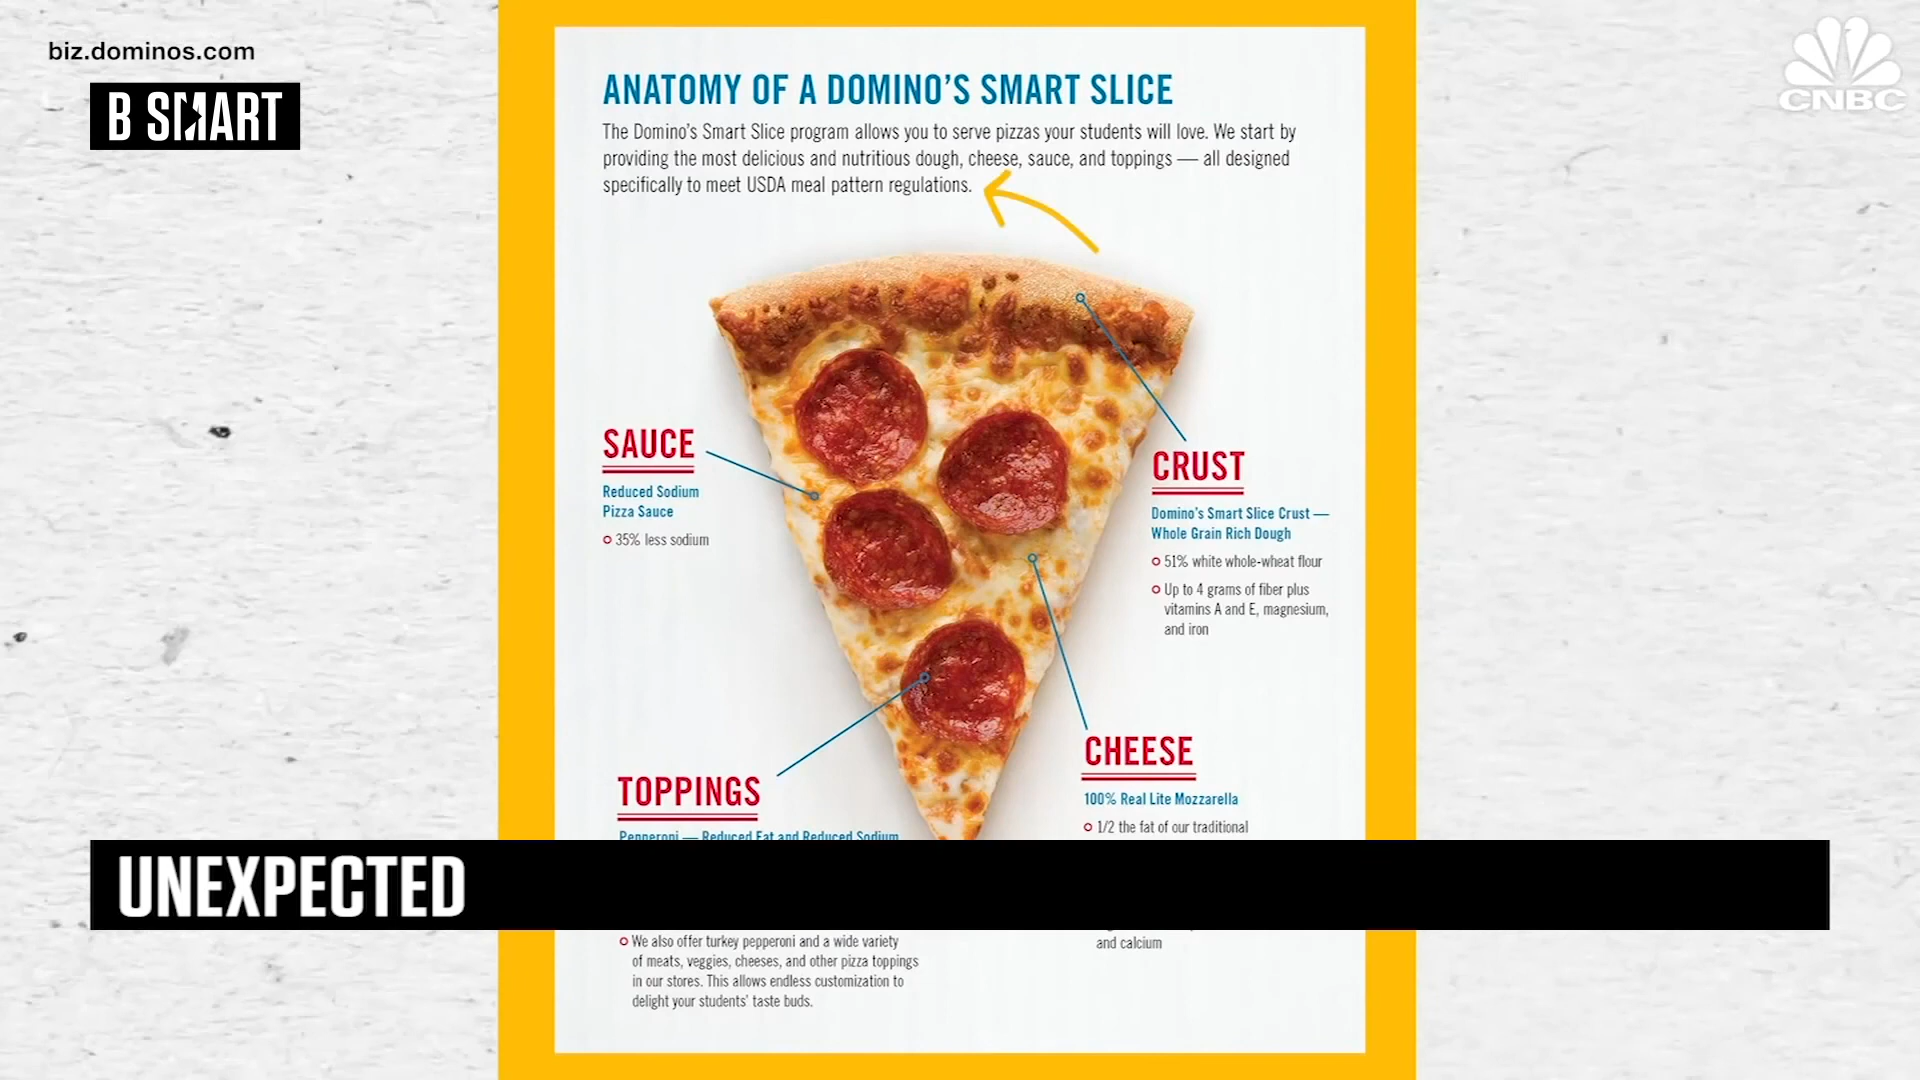 biz.dominos.com
B SMART
CNBC
ANATOMY OF A DOMINO'S SMART SLICE
The Domino's Smart Slice program allows you to serve pizzas your students will love. We start by
providing the most delicious and nutritious dough, cheese, sauce, and toppings — all designed
specifically to meet USDA meal pattern regulations.
SAUCE
Reduced Sodium
Pizza Sauce
35% less sodium
CRUST
Domino's Smart Slice Crust —
Whole Grain Rich Dough
51% white whole-wheat flour
Up to 4 grams of fiber plus
vitamins A and E, magnesium,
and iron
TOPPINGS
Pepperoni — Reduced Fat and Reduced Sodium
CHEESE
100% Real Lite Mozzarella
1/2 the fat of our traditional
UNEXPECTED
We also offer turkey pepperoni and a wide variety
of meats, veggies, cheeses, and other pizza toppings
in our stores. This allows endless customization to
delight your students' taste buds.
and calcium